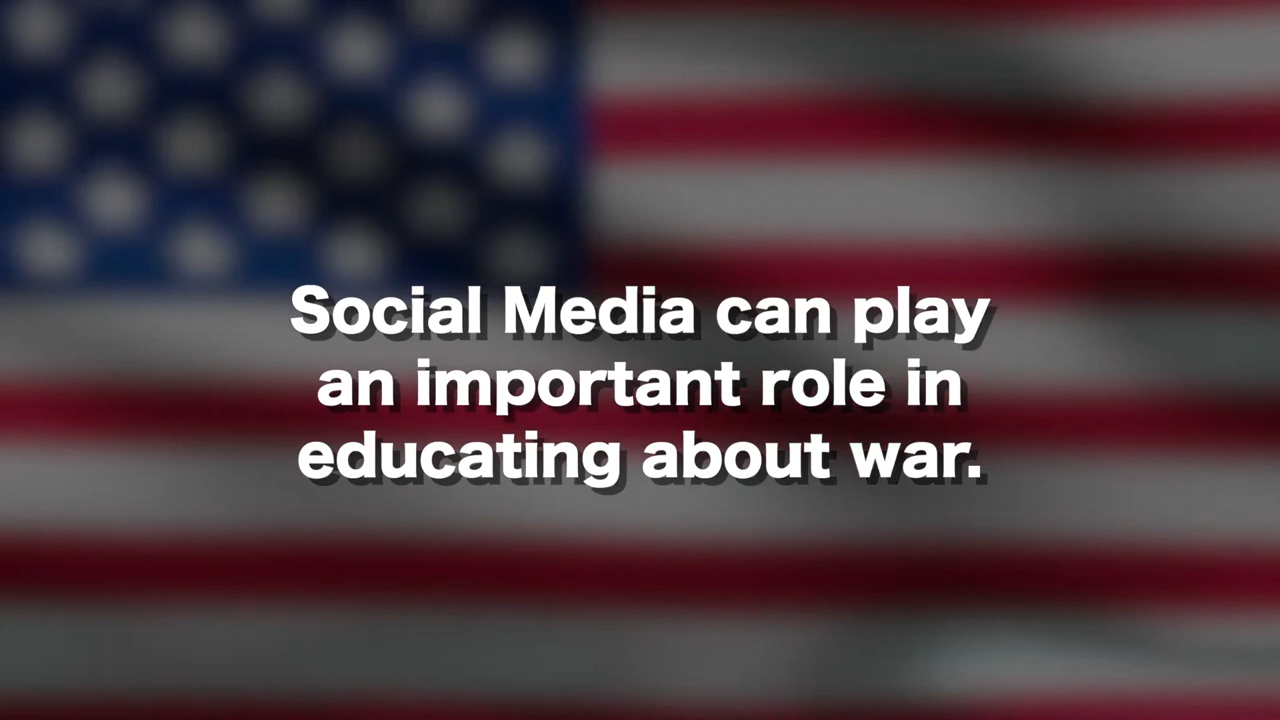 Social Media can play
an important role in
educating about war.